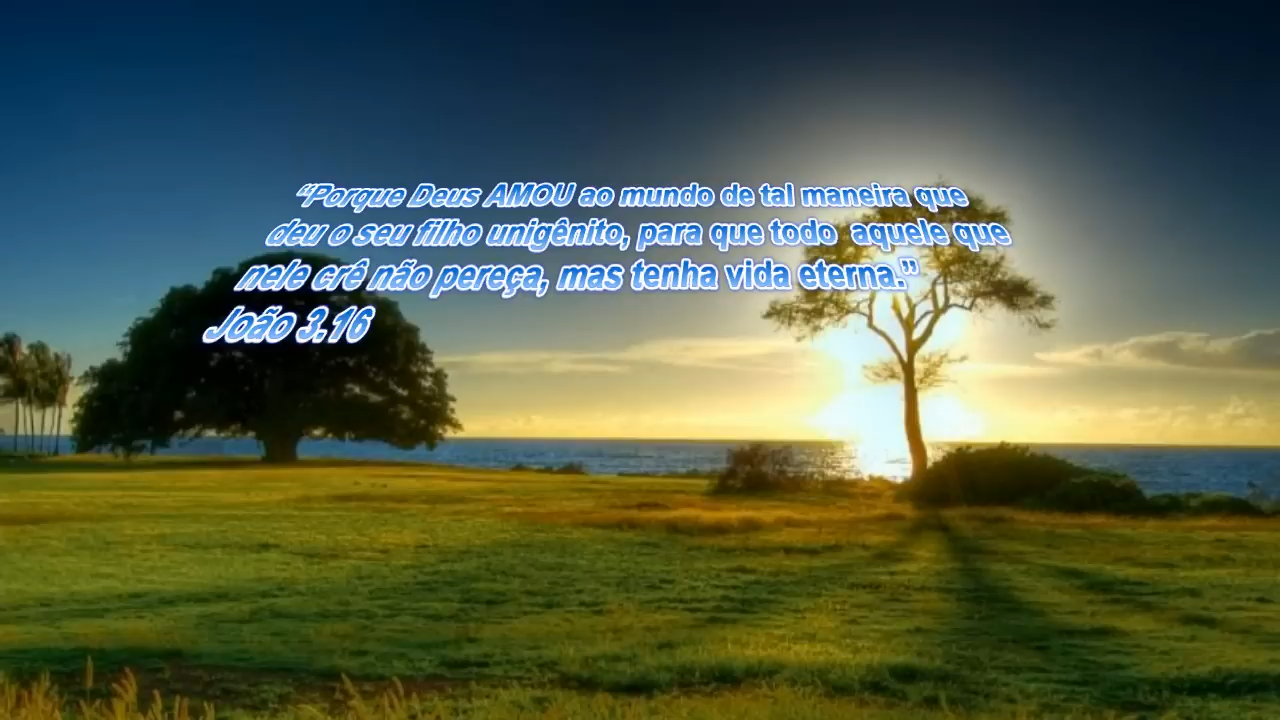 “Porque Deus AMOU ao mundo de tal maneira que
deu o seu filho unigênito, para que todo aquele que
nele crê não pereça, mas tenha vida eterna.”
João 3.16